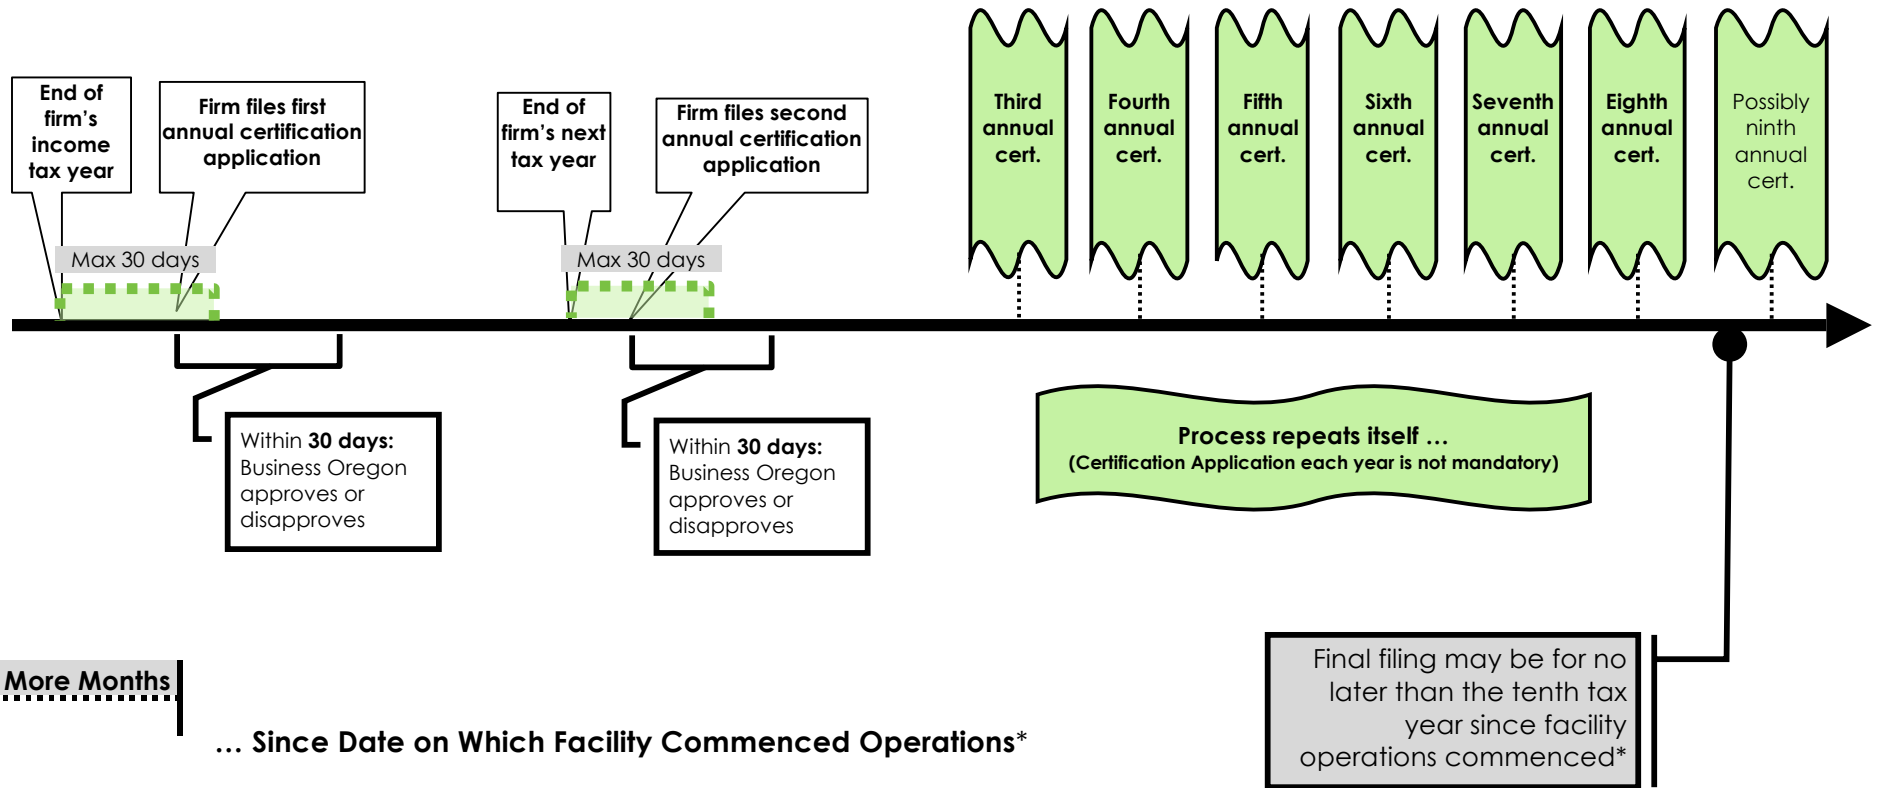 End of
firm's
income
tax year
Firm files first
annual certification
application
Max 30 days
End of
firm's next
tax year
Firm files second
annual certification
application
Max 30 days
Third
annual
cert.
Fourth
annual
cert.
Fifth
annual
cert.
Sixth
annual
cert.
Seventh
annual
cert.
Eighth
annual
cert.
Possibly
ninth
annual
cert.
Within 30 days:
Business Oregon
approves or
disapproves
Within 30 days:
Business Oregon
approves or
disapproves
Process repeats itself …
(Certification Application each year is not mandatory)
More Months
… Since Date on Which Facility Commenced Operations*
Final filing may be for no
later than the tenth tax
year since facility
operations commenced*